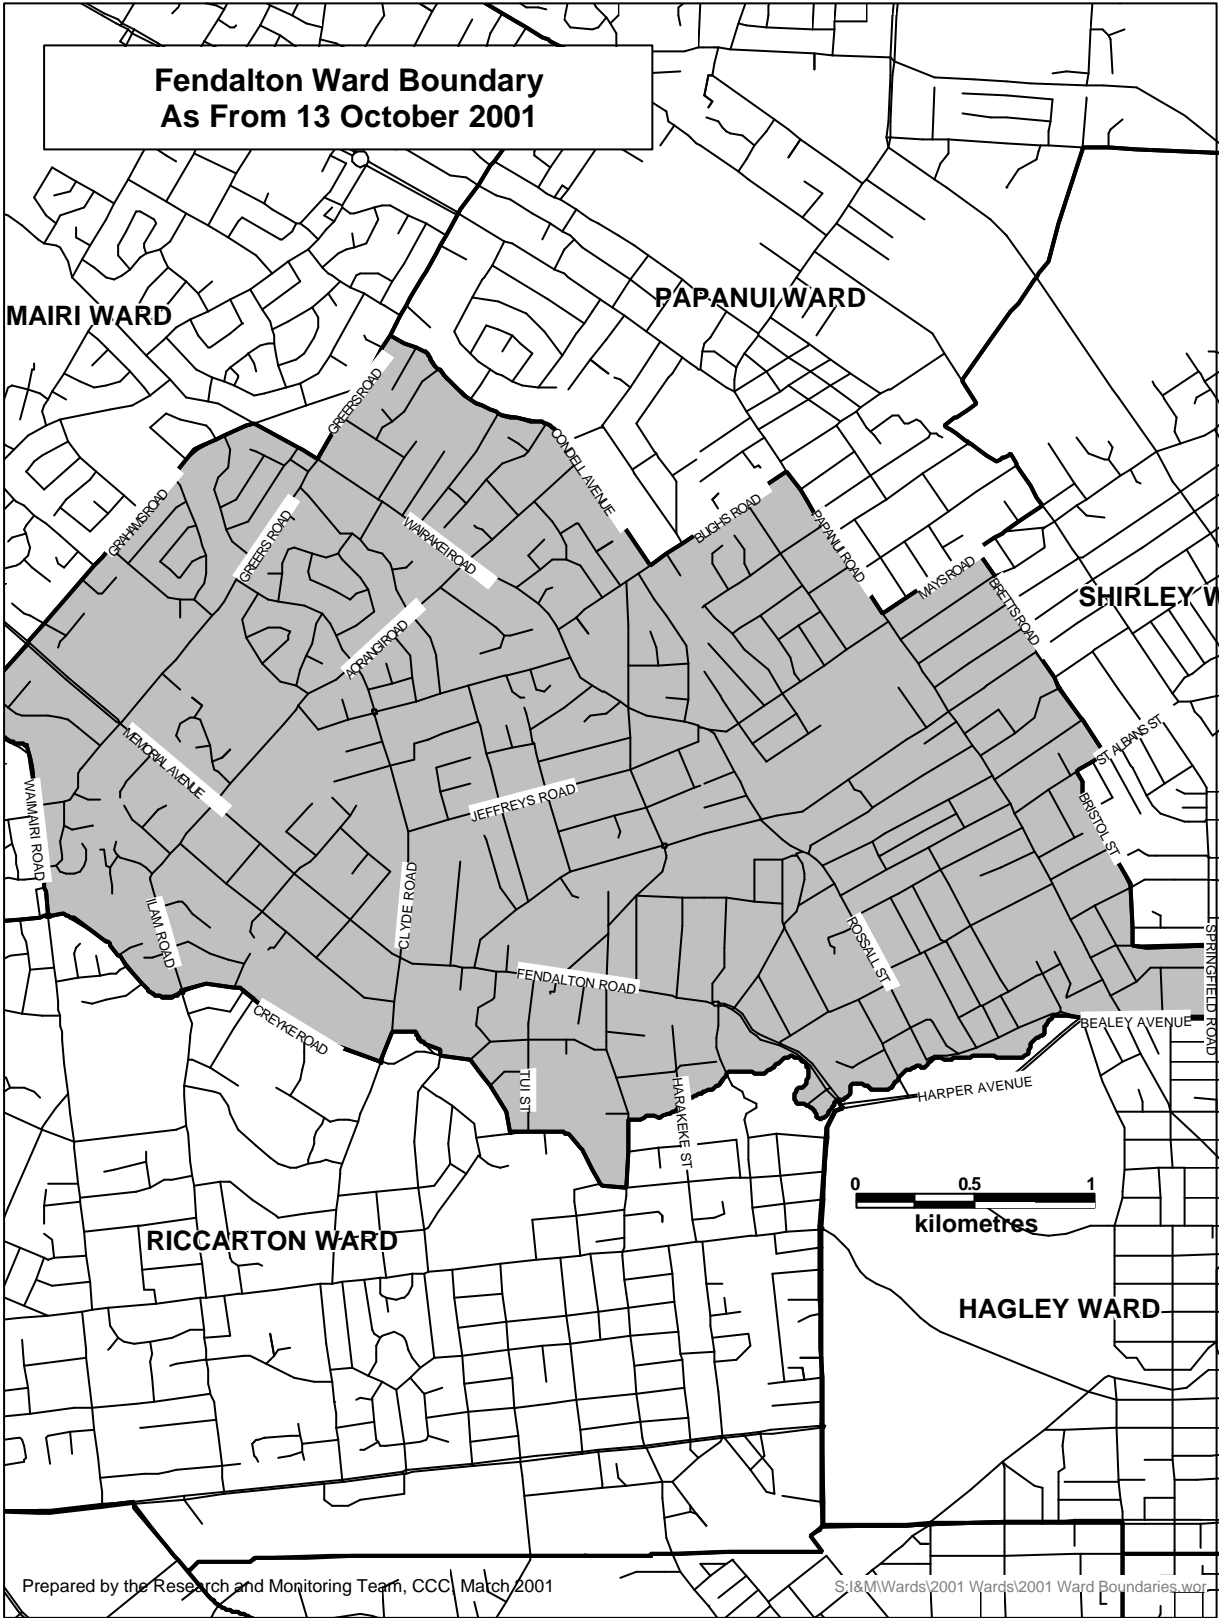 Fendalton Ward Boundary
As From 13 October 2001
MAIRI WARD
PAPANUI WARD
GREERS ROAD
CONDELL AVENUE
GRAHAMS ROAD
GREERS ROAD
WAIRAKEI ROAD
BLIGHS ROAD
PAPANUI ROAD
MAYS ROAD
BRETTS ROAD
SHIRLEY W
AORANGI ROAD
MEMORIAL AVENUE
ST ALBANS ST
WAIMAIRI ROAD
JEFFREYS ROAD
BRISTOL ST
CLYDE ROAD
ILAM ROAD
ROSSALL ST
SPRINGFIELD ROAD
FENDALTON ROAD
CREYKE ROAD
BEALEY AVENUE
TUI ST
HARAKEKE ST
HARPER AVENUE
0 0.5 1
kilometres
RICCARTON WARD
HAGLEY WARD
Prepared by the Research and Monitoring Team, CCC, March 2001
S:\I&M\Wards\2001 Wards\2001 Ward Boundaries.wor